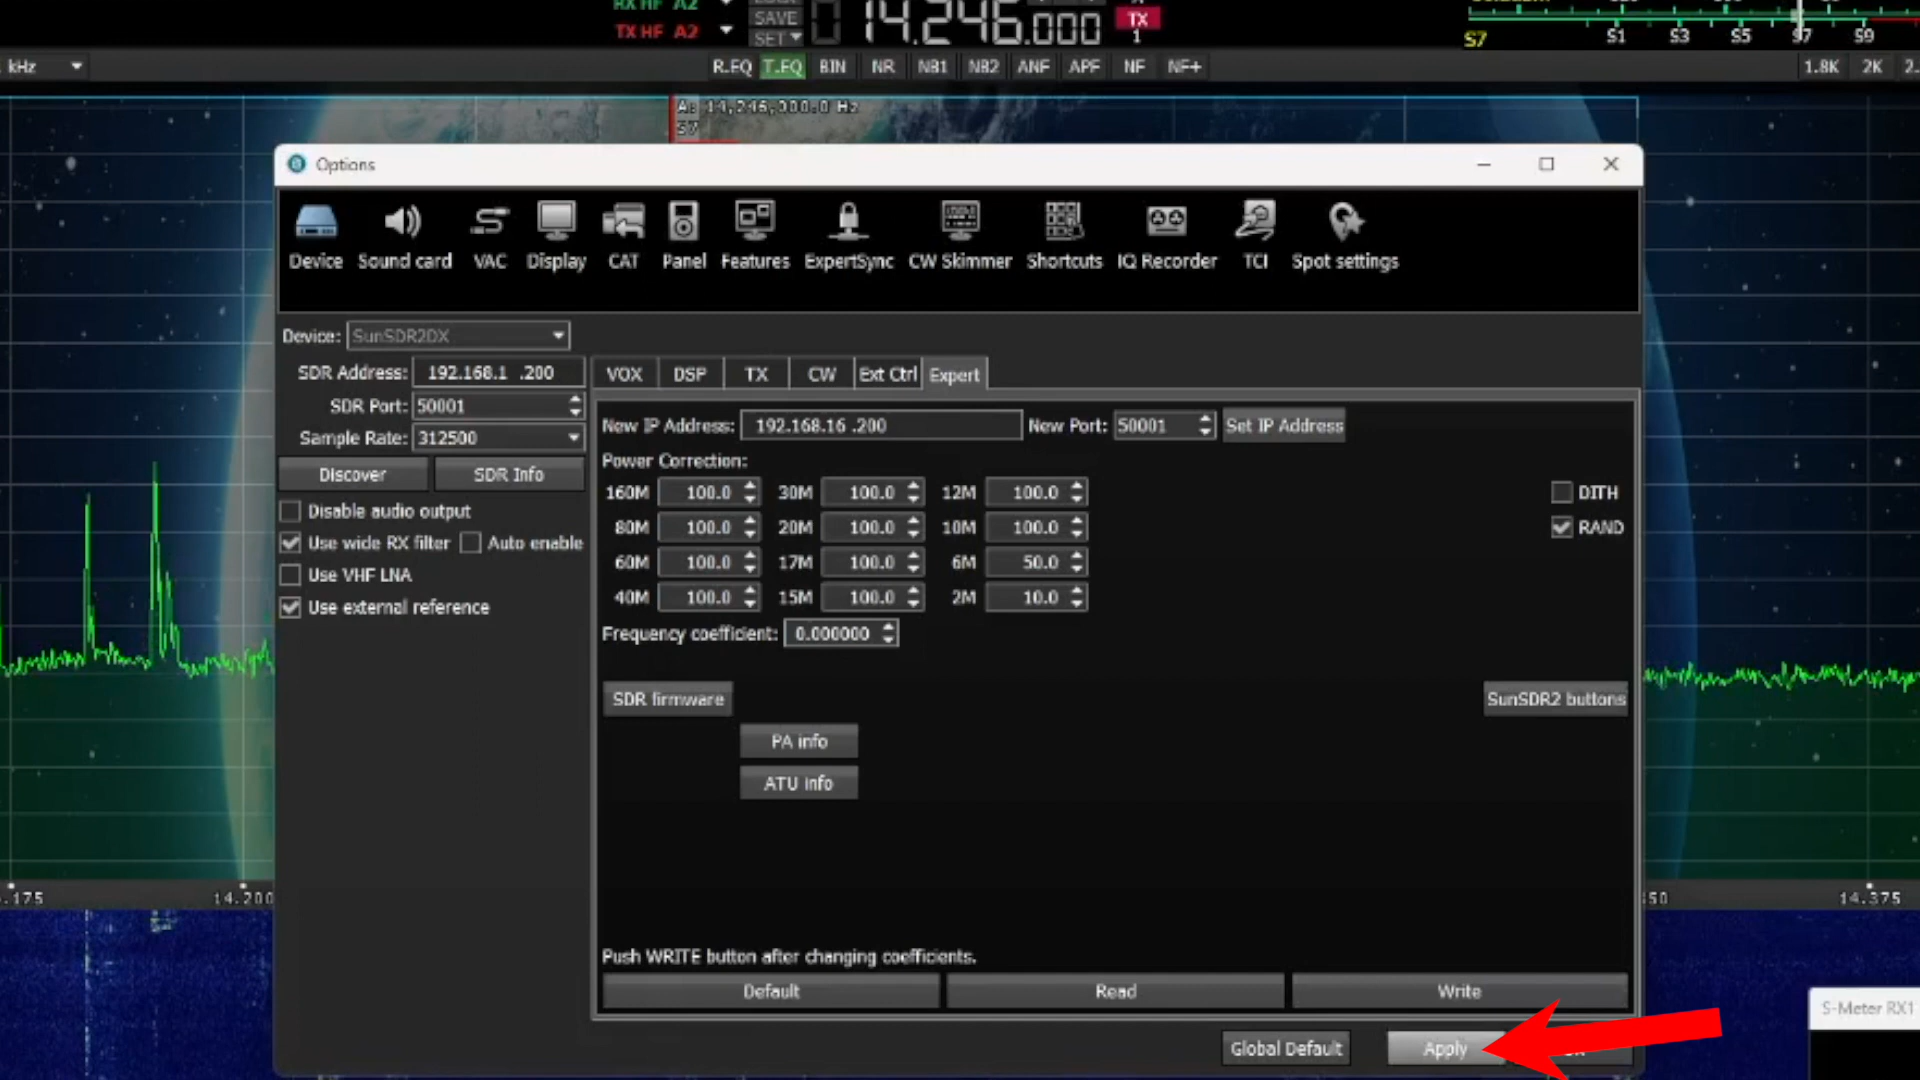 RX HF A2
TX HF A2
SAVE
SET
0 14.246.000
TX
1
S7
S1 S3 S5 S7 S9
kHz
R.EQ T.EQ BIN NR NB1 NB2 ANF APF NF NF+
1.8K 2K 2.
A: 14,246,000.0 Hz
S7
Options
Device Sound card VAC Display CAT Panel Features ExpertSync CW Skimmer Shortcuts IQ Recorder TCI Spot settings
Device: SunSDR2DX
SDR Address: 192.168.1 .200
SDR Port: 50001
Sample Rate: 312500
Discover SDR Info
Disable audio output
Use wide RX filter Auto enable
Use VHF LNA
Use external reference
VOX DSP TX CW Ext Ctrl Expert
New IP Address: 192.168.16 .200 New Port: 50001 Set IP Address
Power Correction:
160M 100.0 30M 100.0 12M 100.0 DITH
80M 100.0 20M 100.0 10M 100.0 RAND
60M 100.0 17M 100.0 6M 50.0
40M 100.0 15M 100.0 2M 10.0
Frequency coefficient: 0.000000
SDR firmware SunSDR2 buttons
PA info
ATU info
.175 14.200 350 14.375
Push WRITE button after changing coefficients.
Default Read Write
S-Meter RX1
Global Default Apply